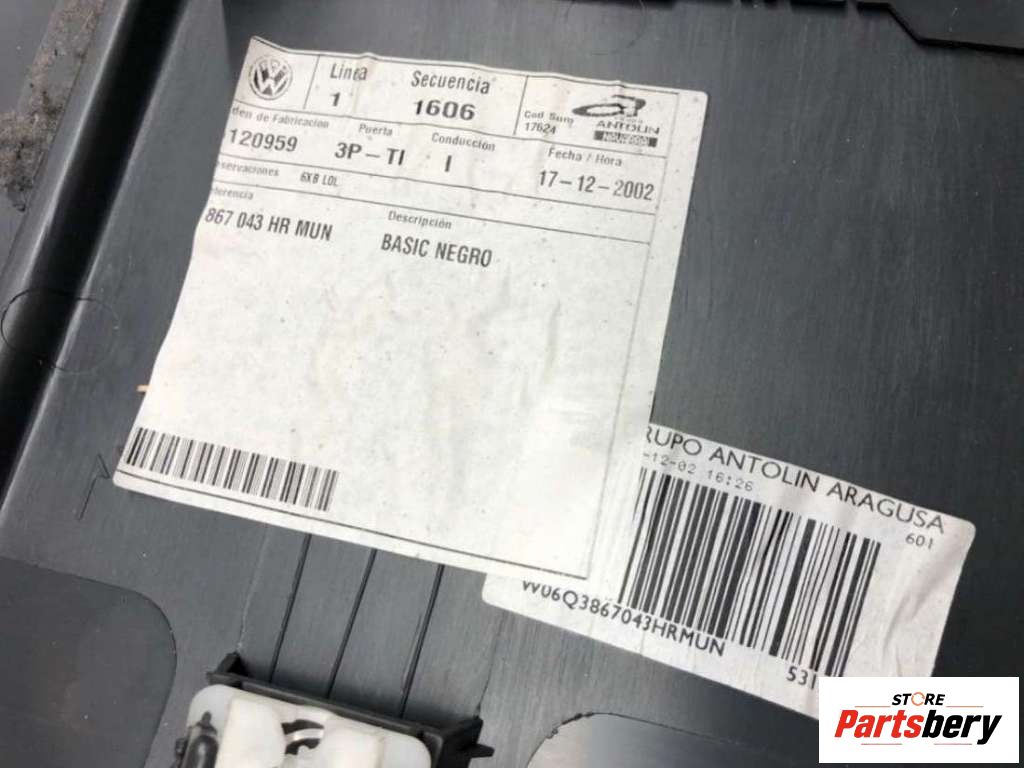 Línea
Secuencia
1
1606
Cod Sum
17624
ANTOLIN
den de Fabricacion
Puerta
Conducción
Fecha / Hora
120959
3P-TI
I
17-12-2002
servaciones
6XB LOL
ferencia
Descripción
867 043 HR MUN
BASIC NEGRO
RUPO ANTOLIN ARAGUSA
-12-02 16:26
601
VV06Q3867043HRMUN
531
STORE
Partsbery